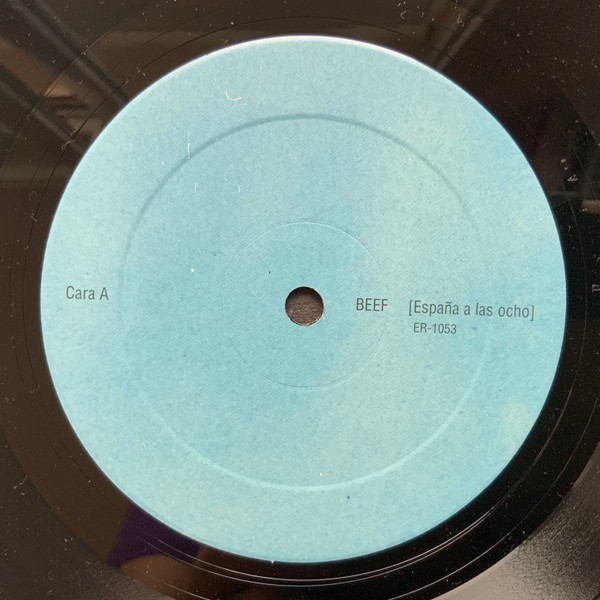 Cara A
BEEF [España a las ocho]
ER-1053